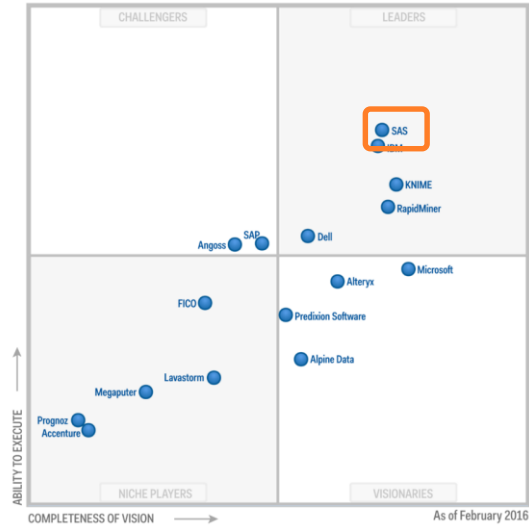 CHALLENGERS
LEADERS
SAS
IBM
KNIME
RapidMiner
Dell
SAP
Angoss
Microsoft
Alteryx
FICO
Predixion Software
Alpine Data
Lavastorm
Megaputer
Prognoz
Accenture
NICHE PLAYERS
VISIONARIES
ABILITY TO EXECUTE
COMPLETENESS OF VISION
As of February 2016